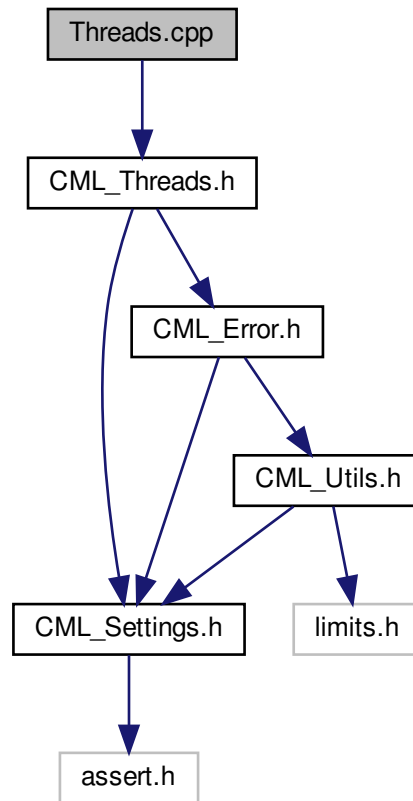 Threads.cpp
CML_Threads.h
CML_Error.h
CML_Utils.h
CML_Settings.h
limits.h
assert.h